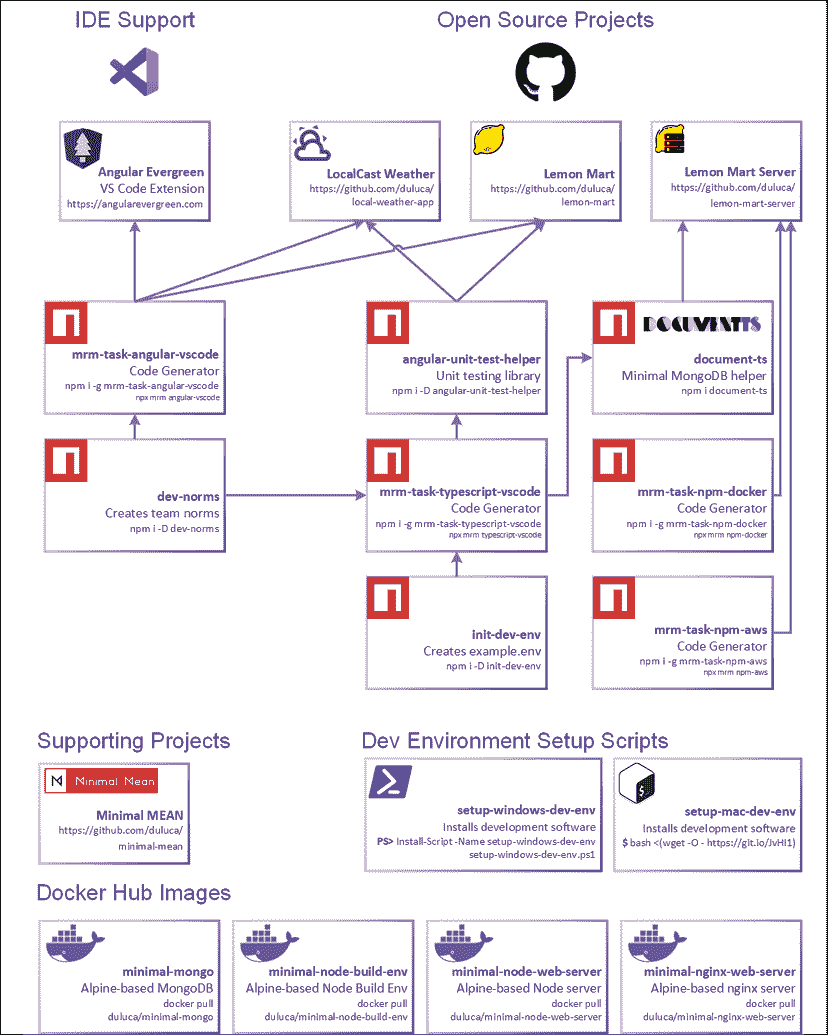 IDE Support
Open Source Projects
Angular Evergreen
VS Code Extension
https://angularevergreen.com
LocalCast Weather
https://github.com/duluca/
local-weather-app
Lemon Mart
https://github.com/duluca/
lemon-mart
Lemon Mart Server
https://github.com/duluca/
lemon-mart-server
mrm-task-angular-vscode
Code Generator
npm i -g mrm-task-angular-vscode
npx mrm angular-vscode
angular-unit-test-helper
Unit testing library
npm i -D angular-unit-test-helper
DOCUMENTTS
document-ts
Minimal MongoDB helper
npm i document-ts
dev-norms
Creates team norms
npm i -D dev-norms
mrm-task-typescript-vscode
Code Generator
npm i -g mrm-task-typescript-vscode
npx mrm typescript-vscode
mrm-task-npm-docker
Code Generator
npm i -g mrm-task-npm-docker
npx mrm npm-docker
init-dev-env
Creates example.env
npm i -D init-dev-env
mrm-task-npm-aws
Code Generator
npm i -g mrm-task-npm-aws
npx mrm npm-aws
Supporting Projects
Minimal Mean
Minimal MEAN
https://github.com/duluca/
minimal-mean
Dev Environment Setup Scripts
setup-windows-dev-env
Installs development software
PS> Install-Script -Name setup-windows-dev-env
setup-windows-dev-env.ps1
setup-mac-dev-env
Installs development software
$ bash <(wget -O - https://git.io/JvHi1)
Docker Hub Images
minimal-mongo
Alpine-based MongoDB
docker pull
duluca/minimal-mongo
minimal-node-build-env
Alpine-based Node Build Env
docker pull
duluca/minimal-node-build-env
minimal-node-web-server
Alpine-based Node server
docker pull
duluca/minimal-node-web-server
minimal-nginx-web-server
Alpine-based nginx server
docker pull
duluca/minimal-nginx-web-server